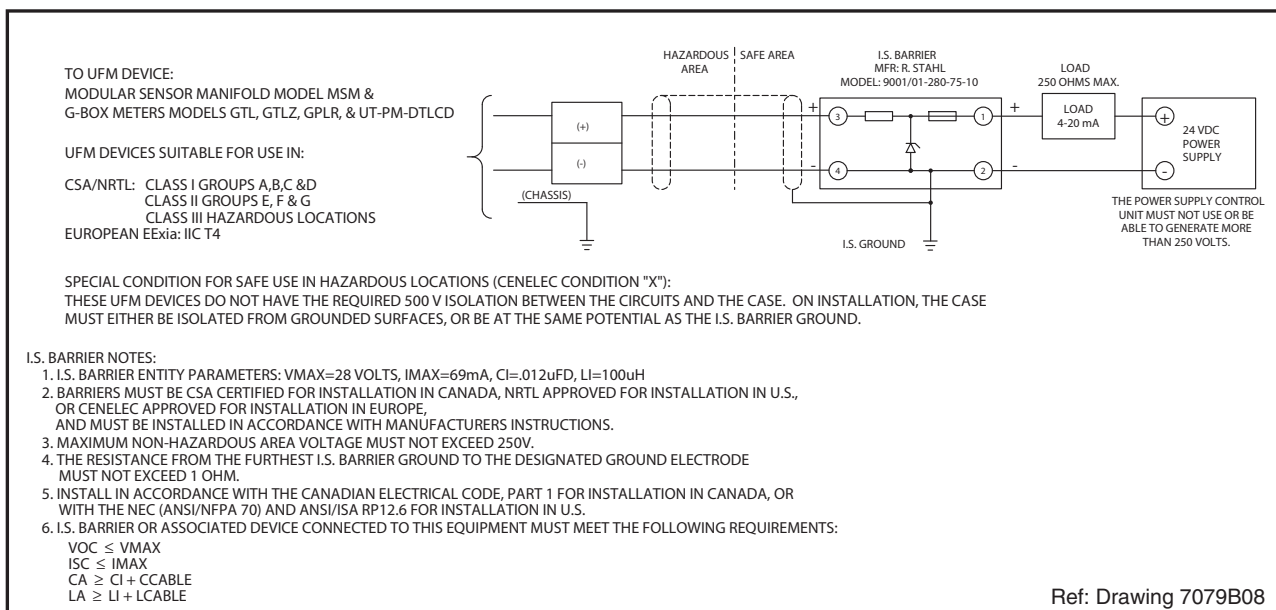 TO UFM DEVICE:
MODULAR SENSOR MANIFOLD MODEL MSM &
G-BOX METERS MODELS GTL, GTLZ, GPLR, & UT-PM-DTLCD
UFM DEVICES SUITABLE FOR USE IN:
CSA/NRTL: CLASS I GROUPS A,B,C &D
CLASS II GROUPS E, F & G
CLASS III HAZARDOUS LOCATIONS
EUROPEAN EExia: IIC T4
(+)
(-)
(CHASSIS)
HAZARDOUS
AREA
SAFE AREA
I.S. BARRIER
MFR: R. STAHL
MODEL: 9001/01-280-75-10
+
3
1
+
-
4
2
-
I.S. GROUND
LOAD
250 OHMS MAX.
LOAD
4-20 mA
+
24 VDC
POWER
SUPPLY
-
THE POWER SUPPLY CONTROL
UNIT MUST NOT USE OR BE
ABLE TO GENERATE MORE
THAN 250 VOLTS.
SPECIAL CONDITION FOR SAFE USE IN HAZARDOUS LOCATIONS (CENELEC CONDITION "X"):
THESE UFM DEVICES DO NOT HAVE THE REQUIRED 500 V ISOLATION BETWEEN THE CIRCUITS AND THE CASE. ON INSTALLATION, THE CASE
MUST EITHER BE ISOLATED FROM GROUNDED SURFACES, OR BE AT THE SAME POTENTIAL AS THE I.S. BARRIER GROUND.
I.S. BARRIER NOTES:
1. I.S. BARRIER ENTITY PARAMETERS: VMAX=28 VOLTS, IMAX=69mA, CI=.012uFD, LI=100uH
2. BARRIERS MUST BE CSA CERTIFIED FOR INSTALLATION IN CANADA, NRTL APPROVED FOR INSTALLATION IN U.S.,
OR CENELEC APPROVED FOR INSTALLATION IN EUROPE,
AND MUST BE INSTALLED IN ACCORDANCE WITH MANUFACTURERS INSTRUCTIONS.
3. MAXIMUM NON-HAZARDOUS AREA VOLTAGE MUST NOT EXCEED 250V.
4. THE RESISTANCE FROM THE FURTHEST I.S. BARRIER GROUND TO THE DESIGNATED GROUND ELECTRODE
MUST NOT EXCEED 1 OHM.
5. INSTALL IN ACCORDANCE WITH THE CANADIAN ELECTRICAL CODE, PART 1 FOR INSTALLATION IN CANADA, OR
WITH THE NEC (ANSI/NFPA 70) AND ANSI/ISA RP12.6 FOR INSTALLATION IN U.S.
6. I.S. BARRIER OR ASSOCIATED DEVICE CONNECTED TO THIS EQUIPMENT MUST MEET THE FOLLOWING REQUIREMENTS:
VOC ≤ VMAX
ISC ≤ IMAX
CA ≥ CI + CCABLE
LA ≥ LI + LCABLE
Ref: Drawing 7079B08